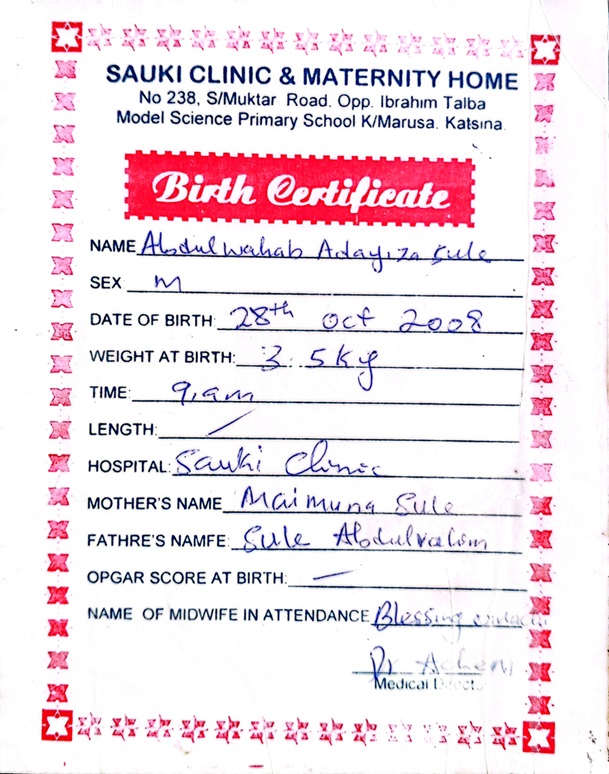 SAUKI CLINIC & MATERNITY HOME
No 238, S/Muktar Road. Opp. Ibrahim Talba
Model Science Primary School K/Marusa. Katsina.
Birth Certificate
NAME Abdulwahab Adayiza Sule
SEX M
DATE OF BIRTH: 28th Oct 2008
WEIGHT AT BIRTH: 3.5kg
TIME: 9:am
LENGTH:
HOSPITAL: Sauki Clinic
MOTHER'S NAME Maimuna Sule
FATHRE'S NAMFE: Sule Abdulralim
OPGAR SCORE AT BIRTH: —
NAME OF MIDWIFE IN ATTENDANCE Blessing
Dr
Medical Director